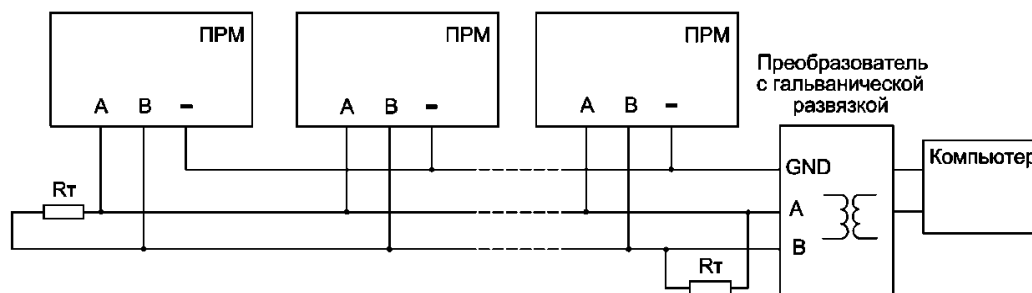 ПРМ
ПРМ
ПРМ
Преобразователь
с гальванической
развязкой
A B –
A B –
A B –
GND
Компьютер
Rт
A
B
Rт